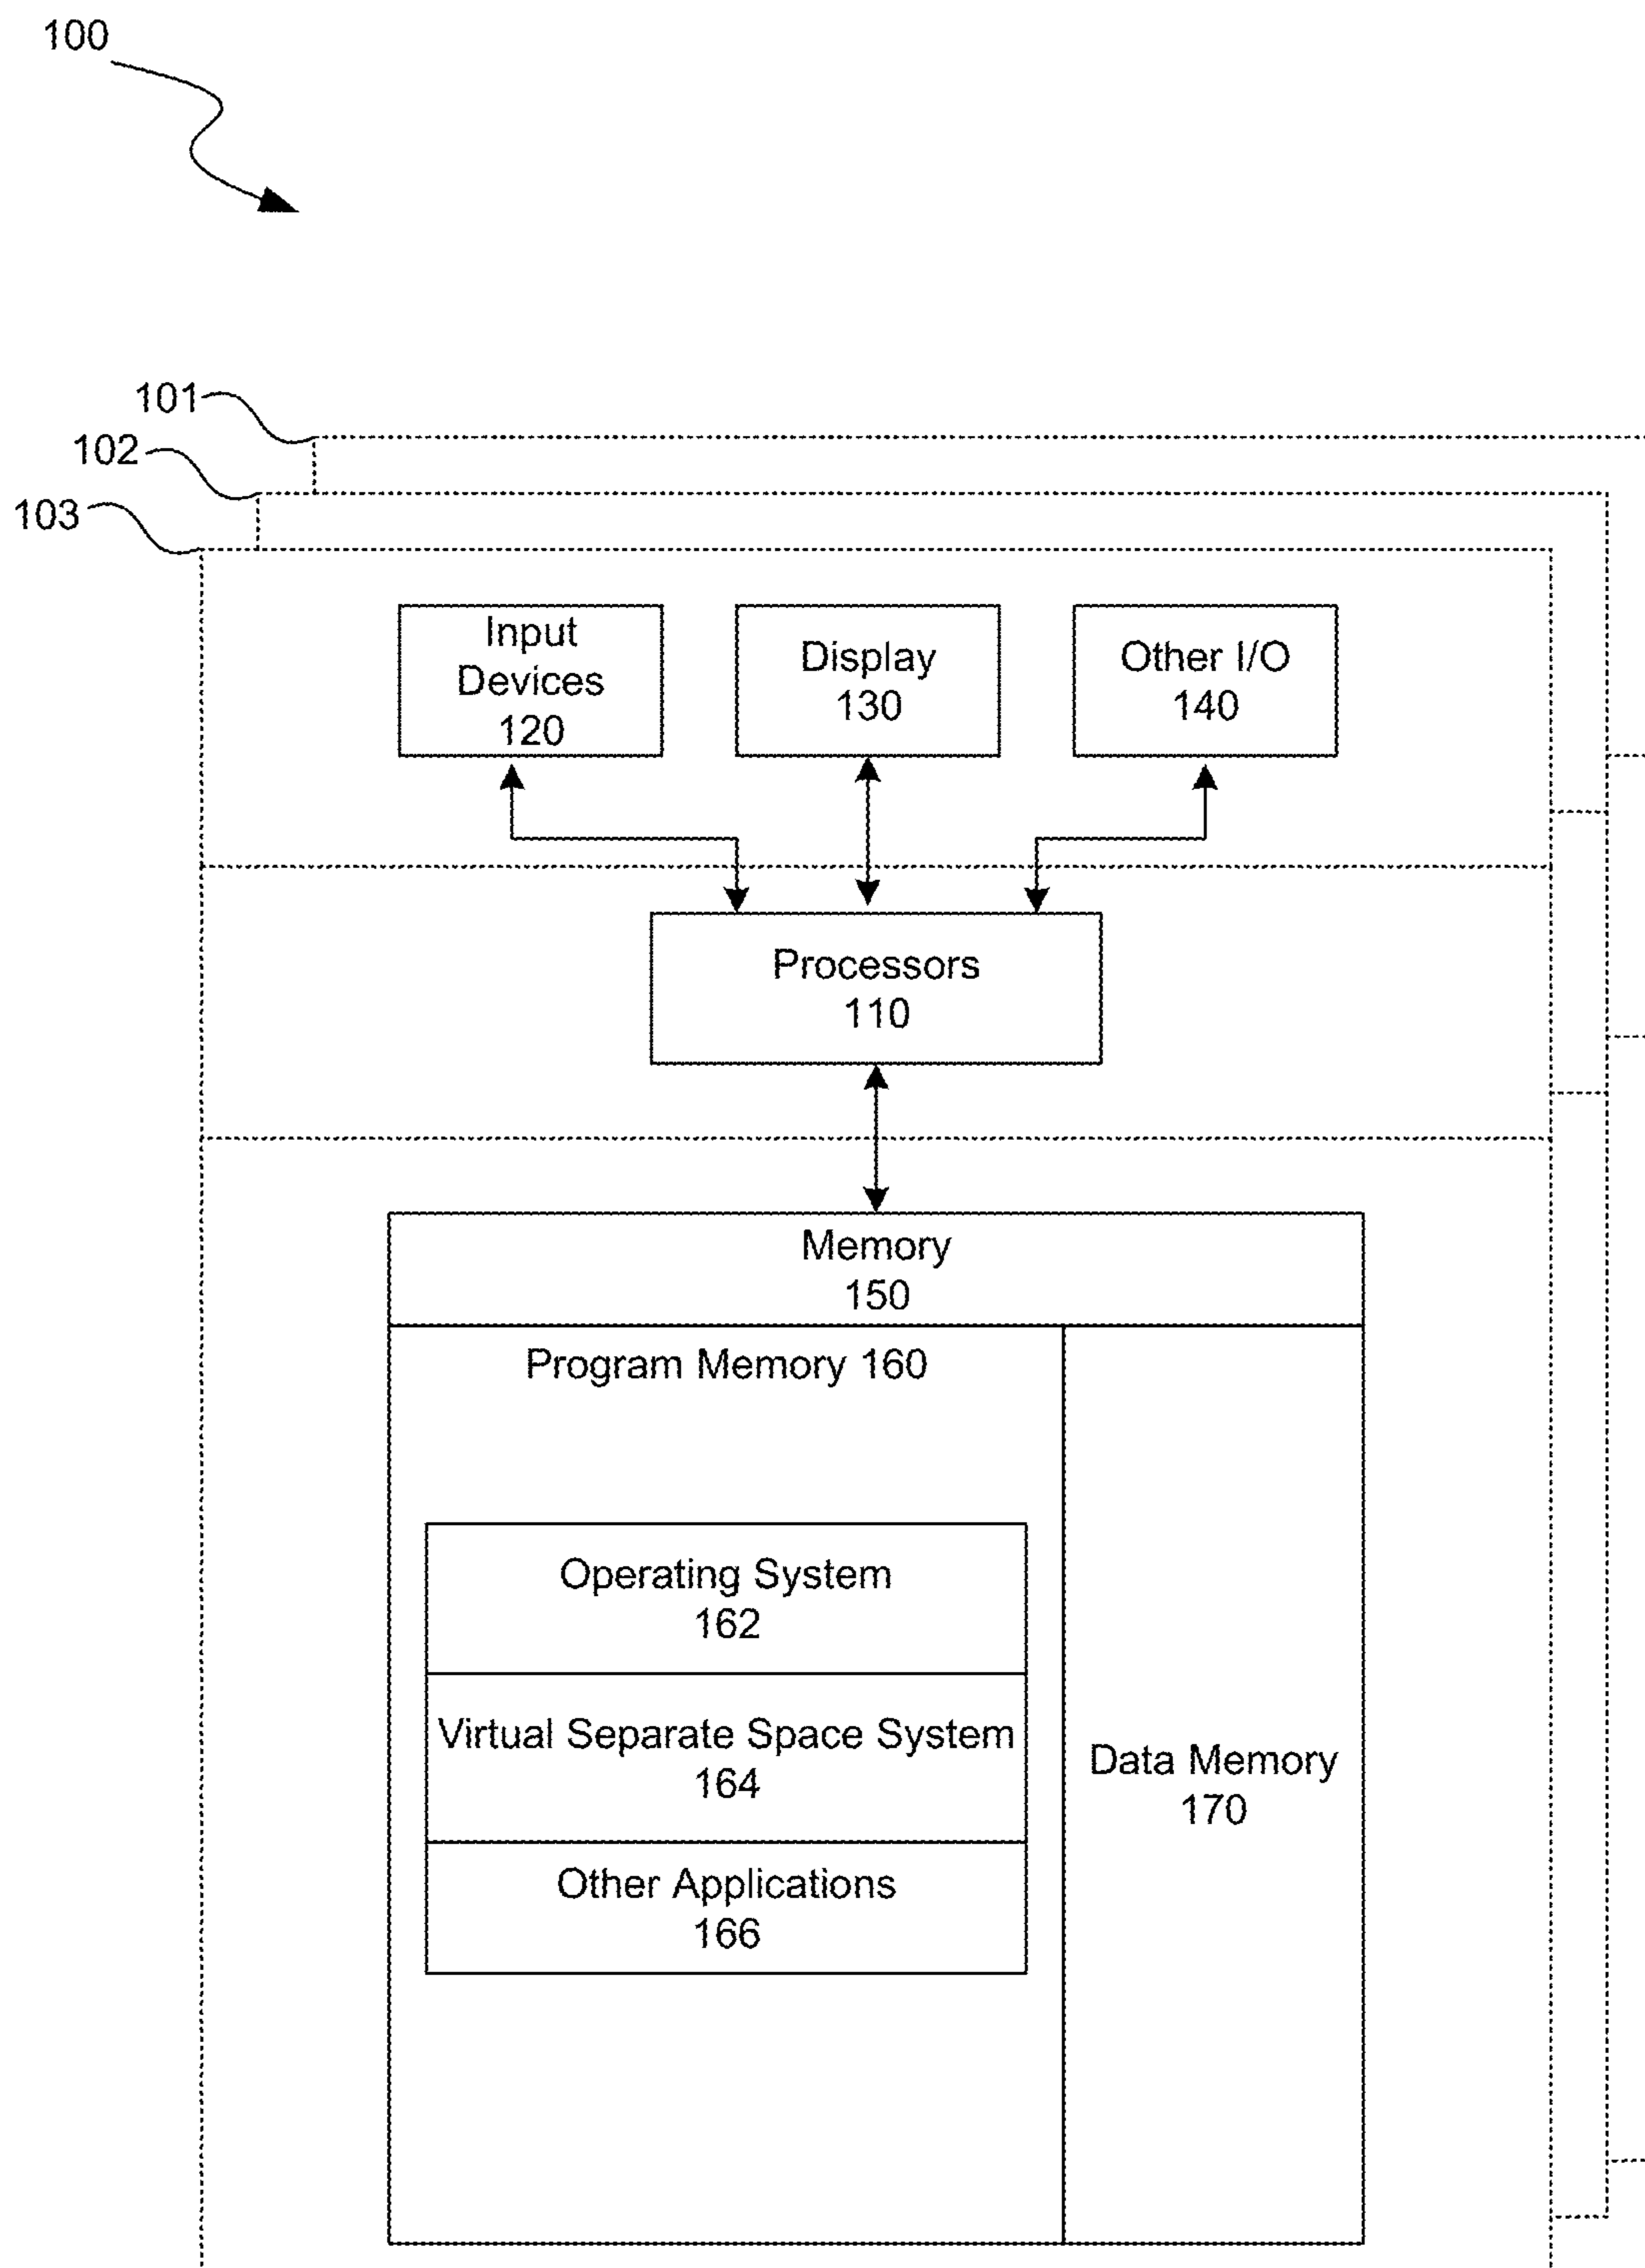 100
101
102
103
Input
Devices
120
Display
130
Other I/O
140
Processors
110
Memory
150
Program Memory 160
Operating System
162
Virtual Separate Space System
164
Other Applications
166
Data Memory
170